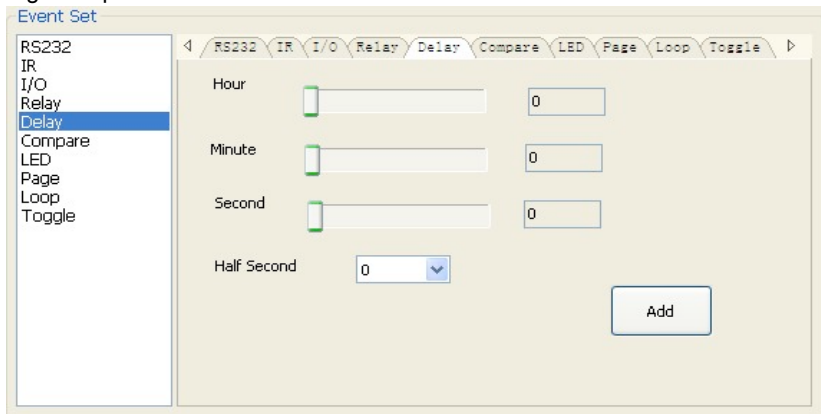 Event Set
RS232
IR
I/O
Relay
Delay
Compare
LED
Page
Loop
Toggle
RS232 IR I/O Relay Delay Compare LED Page Loop Toggle
Hour 0
Minute 0
Second 0
Half Second 0
Add